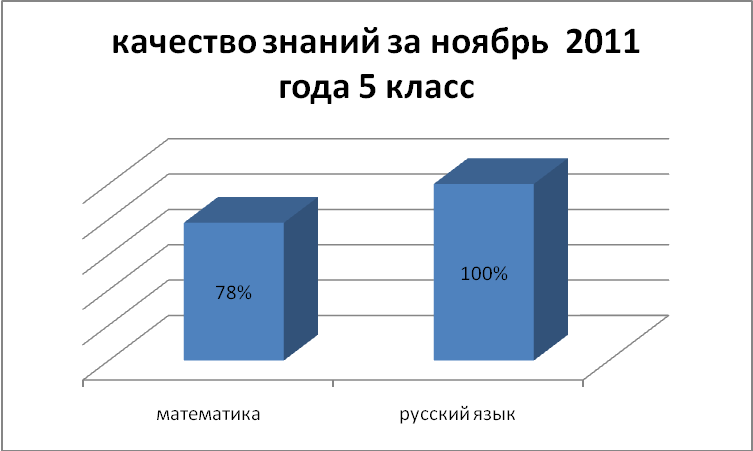 качество знаний за ноябрь 2011
года 5 класс
78%
100%
математика
русский язык